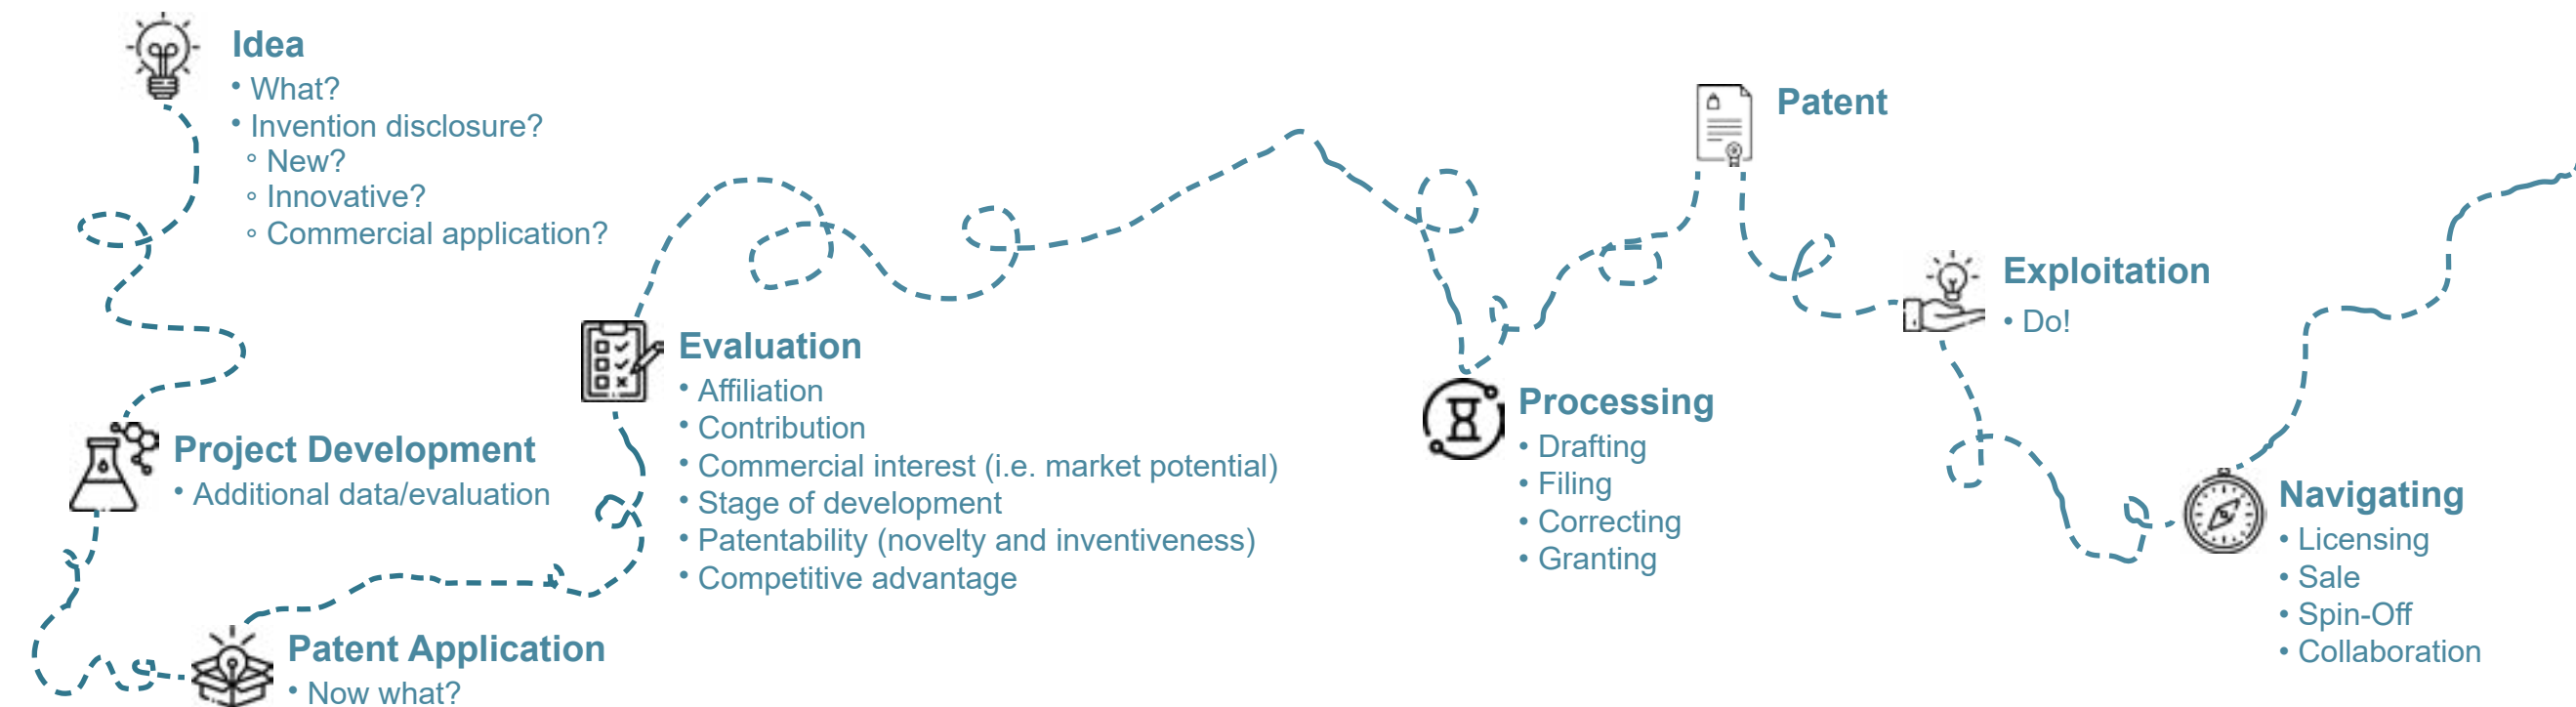 Idea
• What?
• Invention disclosure?
◦ New?
◦ Innovative?
◦ Commercial application?
Project Development
• Additional data/evaluation
Patent Application
• Now what?
Evaluation
• Affiliation
• Contribution
• Commercial interest (i.e. market potential)
• Stage of development
• Patentability (novelty and inventiveness)
• Competitive advantage
Processing
• Drafting
• Filing
• Correcting
• Granting
Patent
Exploitation
• Do!
Navigating
• Licensing
• Sale
• Spin-Off
• Collaboration